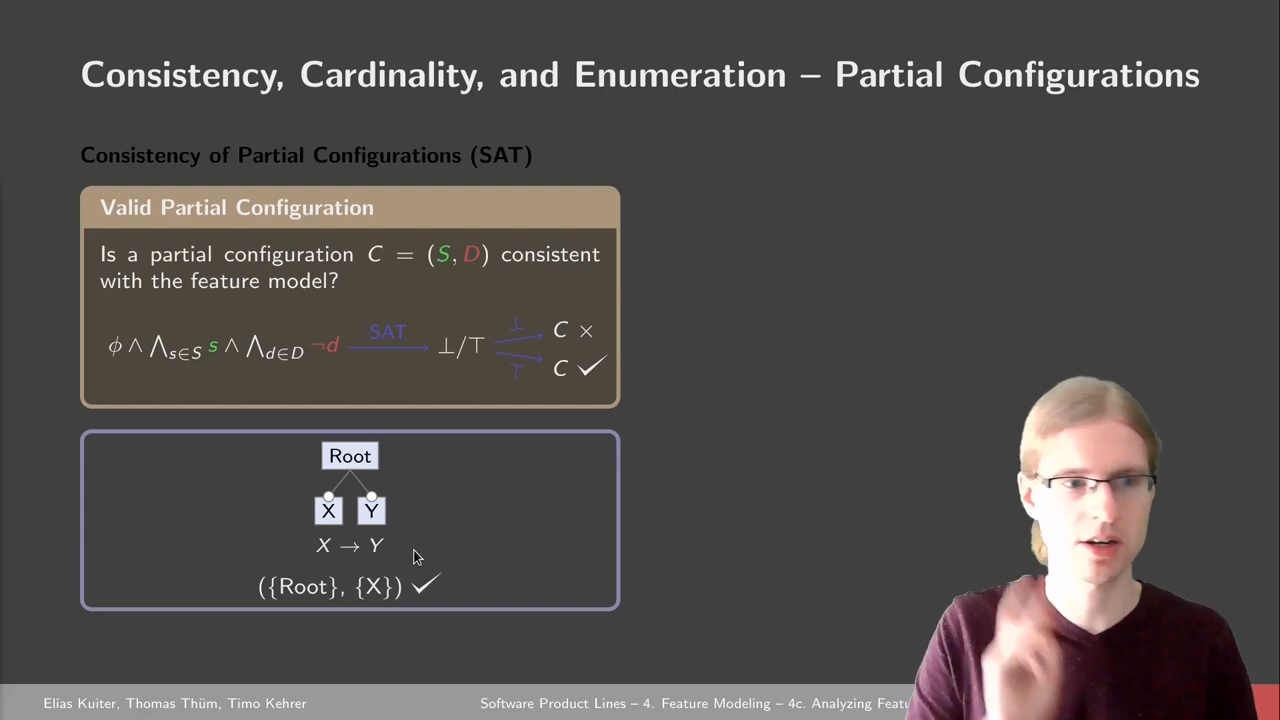 Consistency, Cardinality, and Enumeration – Partial Configurations
Consistency of Partial Configurations (SAT)
Valid Partial Configuration
Is a partial configuration C = (S, D) consistent
with the feature model?
ϕ ∧ ⋀s∈S s ∧ ⋀d∈D ¬d SAT ⊥/⊤ ⊥ C ×
⊤ C ✓
Root
X Y
X → Y
({Root}, {X}) ✓
Elias Kuiter, Thomas Thüm, Timo Kehrer
Software Product Lines – 4. Feature Modeling – 4c. Analyzing